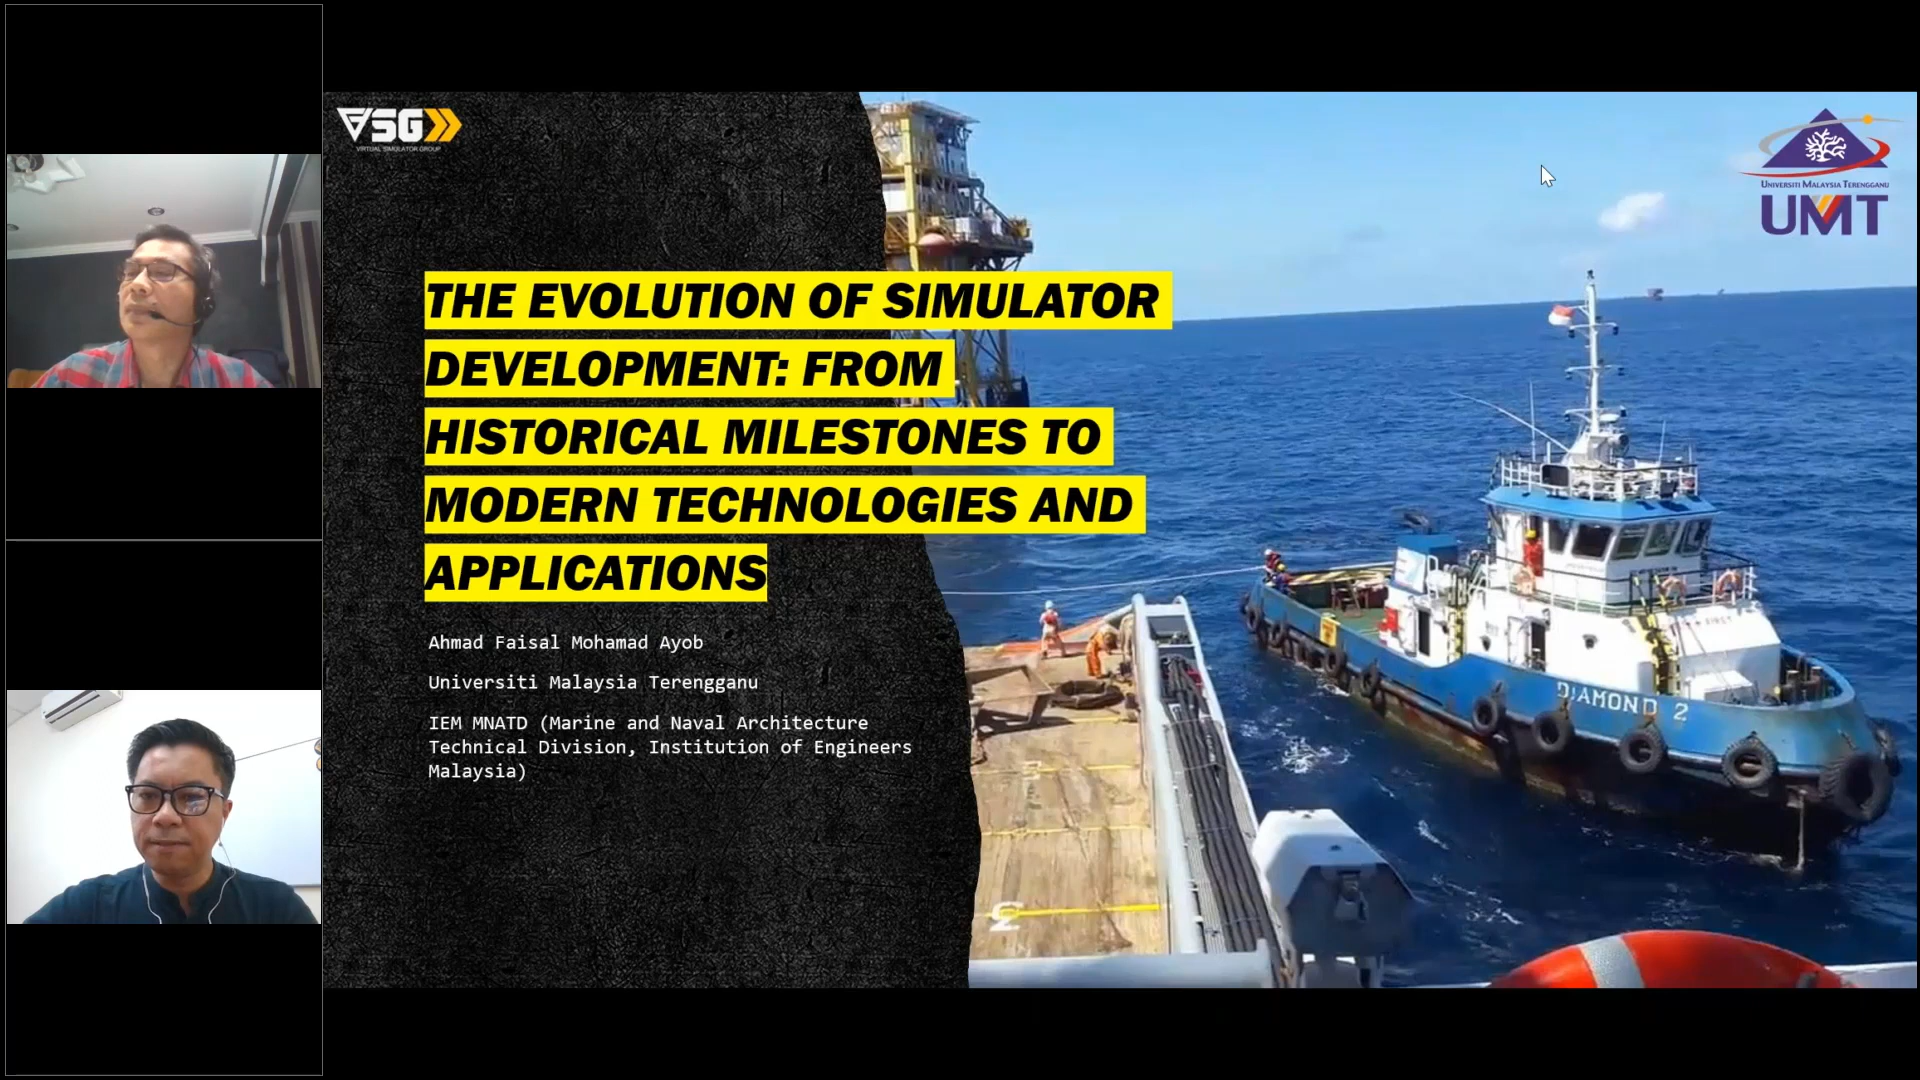 VSG
VIRTUAL SIMULATOR GROUP
UNIVERSITI MALAYSIA TERENGGANU
UMT
THE EVOLUTION OF SIMULATOR
DEVELOPMENT: FROM
HISTORICAL MILESTONES TO
MODERN TECHNOLOGIES AND
APPLICATIONS
Ahmad Faisal Mohamad Ayob
Universiti Malaysia Terengganu
IEM MNATD (Marine and Naval Architecture
Technical Division, Institution of Engineers
Malaysia)
DIAMOND 2
3